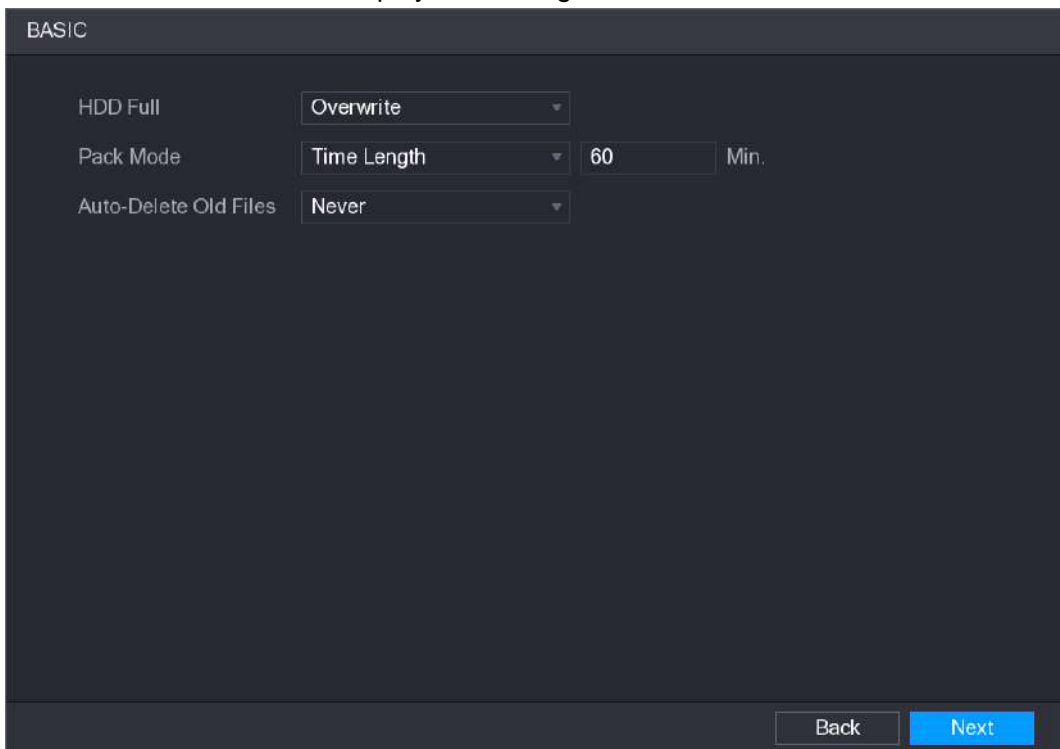 BASIC
HDD Full Overwrite
Pack Mode Time Length 60 Min.
Auto-Delete Old Files Never
Back Next